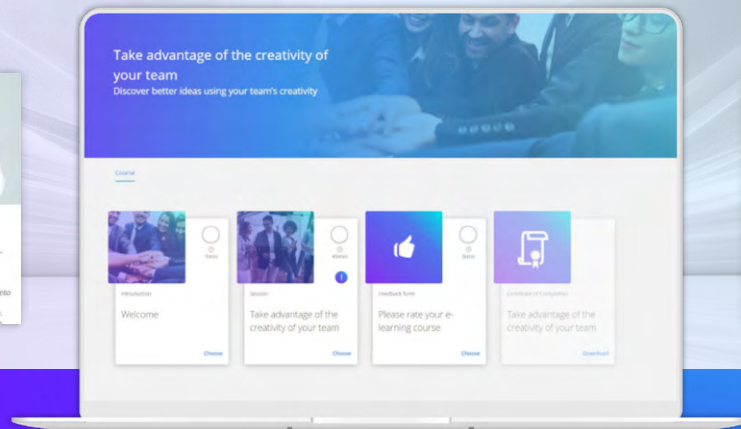 Take advantage of the creativity of
your team
Discover better ideas using your team's creativity
Course
Introduction
Welcome
Choose
Session
Take advantage of the
creativity of your team
Choose
Feedback form
Please rate your e-
learning course
Choose
Certificate of Completion
Take advantage of the
creativity of your team
Download